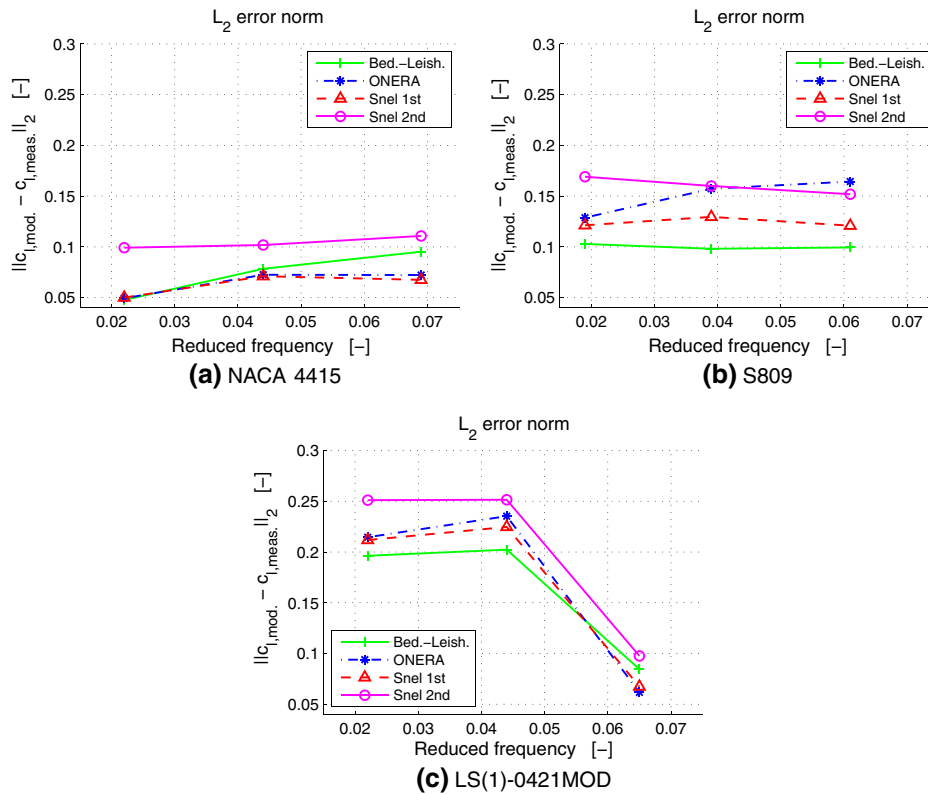 L2 error norm
||cl,mod. − cl,meas.||2 [−]
0.3
0.25
0.2
0.15
0.1
0.05
Bed.−Leish.
ONERA
Snel 1st
Snel 2nd
0.02 0.03 0.04 0.05 0.06 0.07
Reduced frequency [−]
(a) NACA 4415
L2 error norm
||cl,mod. − cl,meas.||2 [−]
0.3
0.25
0.2
0.15
0.1
0.05
Bed.−Leish.
ONERA
Snel 1st
Snel 2nd
0.02 0.03 0.04 0.05 0.06 0.07
Reduced frequency [−]
(b) S809
L2 error norm
||cl,mod. − cl,meas.||2 [−]
0.3
0.25
0.2
0.15
0.1
0.05
Bed.−Leish.
ONERA
Snel 1st
Snel 2nd
0.02 0.03 0.04 0.05 0.06 0.07
Reduced frequency [−]
(c) LS(1)-0421MOD